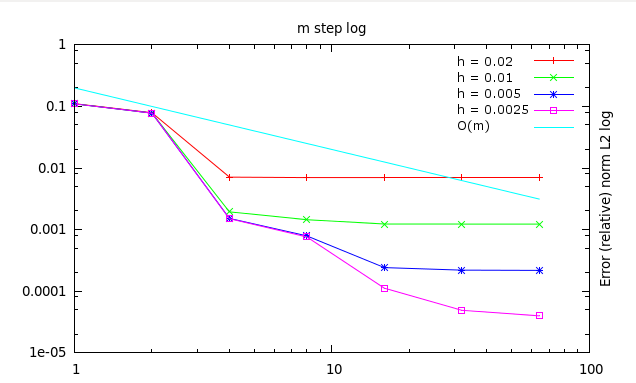 m step log
1
0.1
0.01
0.001
0.0001
1e-05
1
10
100
h = 0.02
h = 0.01
h = 0.005
h = 0.0025
O(m)
Error (relative) norm L2 log